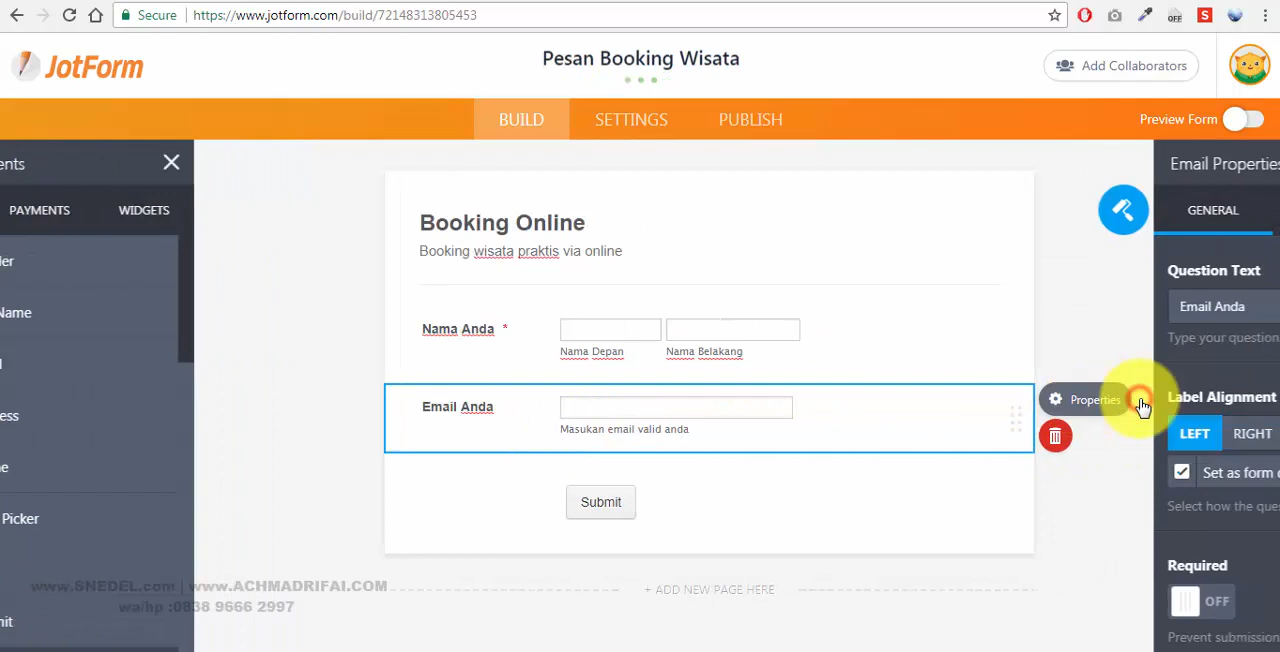 Secure https://www.jotform.com/build/72148313805453
OFF
S
JotForm
Pesan Booking Wisata
Add Collaborators
BUILD SETTINGS PUBLISH
Preview Form
ents
Email Properties
PAYMENTS WIDGETS
GENERAL
Booking Online
Booking wisata praktis via online
der
Name
l
ess
e
Picker
nit
Nama Anda *
Nama Depan Nama Belakang
Email Anda
Masukan email valid anda
Properties
Submit
+ ADD NEW PAGE HERE
Question Text
Email Anda
Type your question
Label Alignment
LEFT RIGHT
Set as form
Select how the que
Required
OFF
Prevent submission
www.SNEDEL.com | www.ACHMADRIFAI.COM
wa/hp :0838 9666 2997